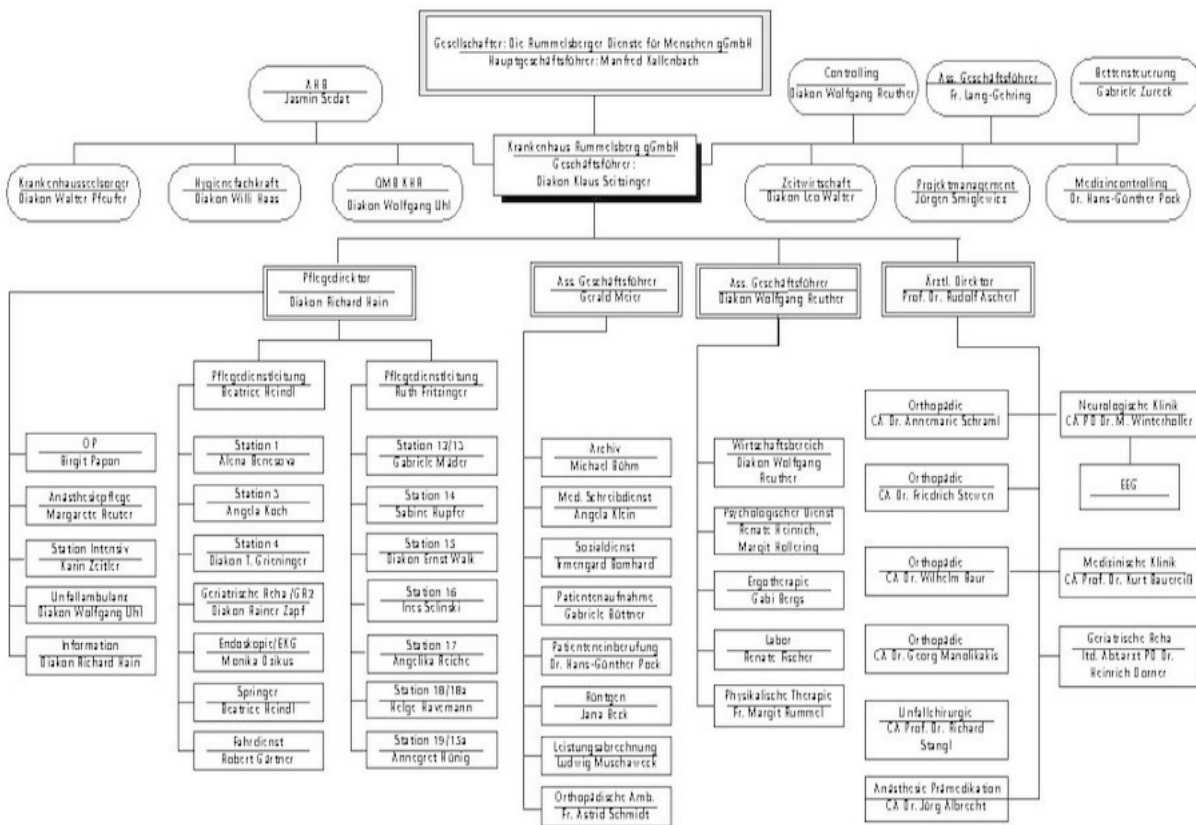 Gesellschafter: Die Rummelsberger Dienste für Menschen gGmbH
Hauptgeschäftsführer: Manfred Kallenbach
AHB
Jasmin Sedat
Controlling
Diakon Wolfgang Reuther
Ass. Geschäftsführer
Fr. Lang-Gehring
Bettensteuerung
Gabriele Zureck
Krankenhaus Rummelsberg gGmbH
Geschäftsführer:
Diakon Klaus Seitzinger
Krankenhausseelsorger
Diakon Walter Pfeufer
Hygienefachkraft
Diakon Willi Haas
QMB KHR
Diakon Wolfgang Uhl
Zeitwirtschaft
Diakon Leo Walter
Projektmanagement
Jürgen Smiglewicz
Medizincontrolling
Dr. Hans-Günther Pock
Pflegedirektor
Diakon Richard Hain
Ass. Geschäftsführer
Gerald Meier
Ass. Geschäftsführer
Diakon Wolfgang Reuther
Ärztl. Direktor
Prof. Dr. Rudolf Ascherl
Pflegedienstleitung
Beatrice Heindl
Pflegedienstleitung
Ruth Fritzinger
OP
Birgit Papon
Anästhesiepflege
Margarete Reuter
Station Intensiv
Karin Zeitler
Unfallambulanz
Diakon Wolfgang Uhl
Information
Diakon Richard Hain
Station 1
Alena Benesova
Station 3
Angela Koch
Station 4
Diakon T. Grieninger
Geriatrische Reha/GR2
Diakon Rainer Zapf
Endoskopie/EKG
Monika Osikus
Springer
Beatrice Heindl
Fahrdienst
Robert Gärtner
Station 12/13
Gabriele Mäder
Station 14
Sabine Hupfer
Station 15
Diakon Ernst Walk
Station 16
Ines Selinski
Station 17
Angelika Reiche
Station 18/18a
Helge Havemann
Station 19/15a
Annegret Hünig
Archiv
Michael Böhm
Med. Schreibdienst
Angela Klein
Sozialdienst
Irmengard Bomhard
Patientenaufnahme
Gabriele Büttner
Patienteneinberufung
Dr. Hans-Günther Pock
Röntgen
Jana Beck
Leistungsabrechnung
Ludwig Muschaweck
Orthopädische Amb.
Fr. Astrid Schmidt
Wirtschaftsbereich
Diakon Wolfgang
Reuther
Psychologischer Dienst
Renate Heinrich,
Margit Hollering
Ergotherapie
Gabi Bergs
Labor
Renate Fischer
Physikalische Therapie
Fr. Margit Rummel
Orthopädie
CA Dr. Annemarie Schraml
Orthopädie
CA Dr. Friedrich Stewen
Orthopädie
CA Dr. Wilhelm Baur
Orthopädie
CA Dr. Georg Manolikakis
Unfallchirurgie
CA Prof. Dr. Richard
Stangl
Anästhesie Prämedikation
CA Dr. Jürg Albrecht
Neurologische Klinik
CA PD Dr. M. Winterholler
EEG
Medizinische Klinik
CA Prof. Dr. Kurt Bauereiß
Geriatrische Reha
ltd. Abtarzt PD Dr.
Heinrich Dorner